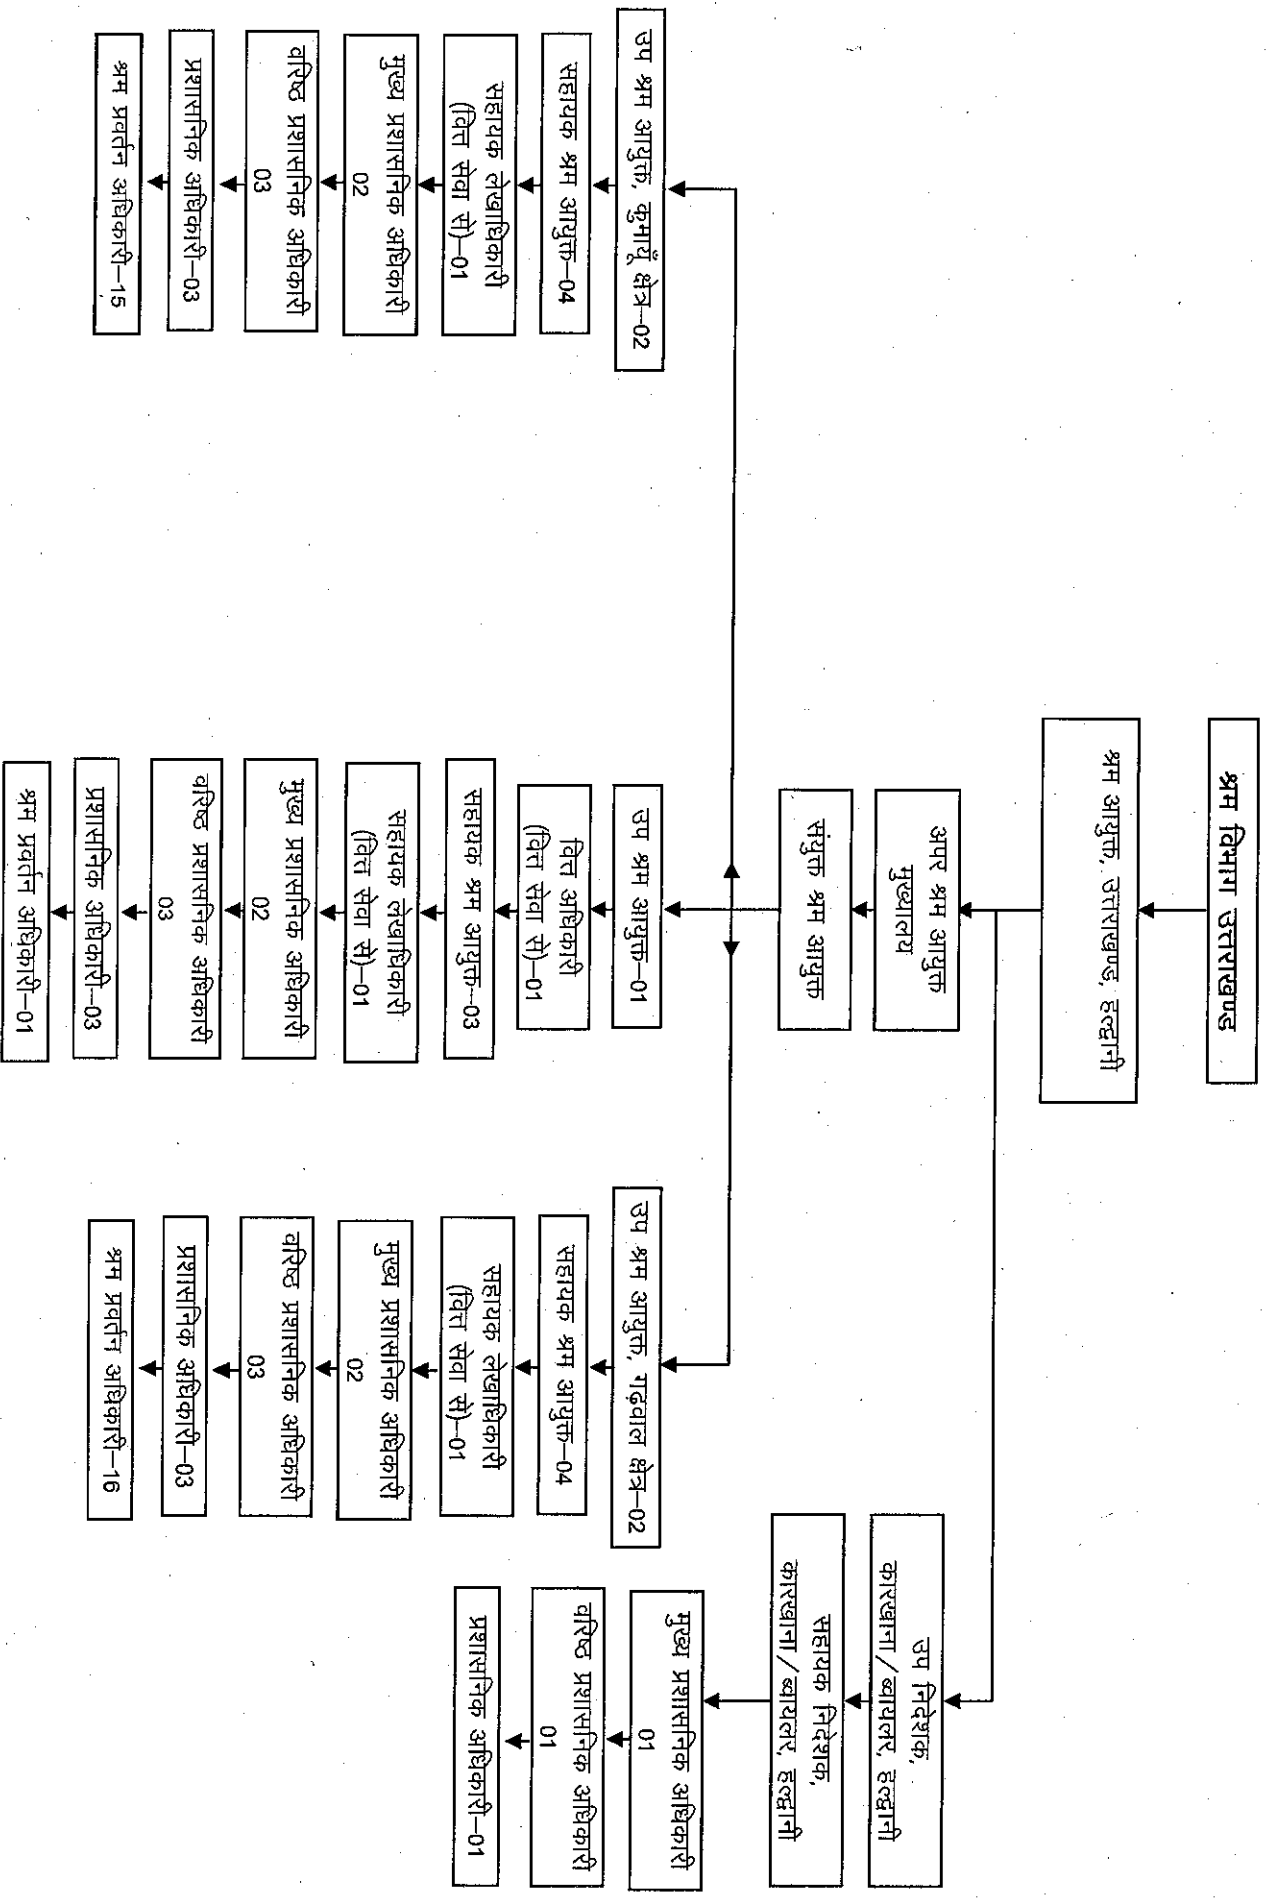 श्रम विभाग उत्तराखण्ड
श्रम आयुक्त, उत्तराखण्ड, हल्द्वानी
अपर श्रम आयुक्त
मुख्यालय
संयुक्त श्रम आयुक्त
उप श्रम आयुक्त, कुमायूँ क्षेत्र–02
सहायक श्रम आयुक्त–04
सहायक लेखाधिकारी
(वित्त सेवा से)–01
मुख्य प्रशासनिक अधिकारी
02
वरिष्ठ प्रशासनिक अधिकारी
03
प्रशासनिक अधिकारी–03
श्रम प्रवर्तन अधिकारी–15
उप श्रम आयुक्त–01
वित्त अधिकारी
(वित्त सेवा से)–01
सहायक श्रम आयुक्त–03
सहायक लेखाधिकारी
(वित्त सेवा से)–01
मुख्य प्रशासनिक अधिकारी
02
वरिष्ठ प्रशासनिक अधिकारी
03
प्रशासनिक अधिकारी–03
श्रम प्रवर्तन अधिकारी–01
उप श्रम आयुक्त, गढ़वाल क्षेत्र–02
सहायक श्रम आयुक्त–04
सहायक लेखाधिकारी
(वित्त सेवा से)–01
मुख्य प्रशासनिक अधिकारी
02
वरिष्ठ प्रशासनिक अधिकारी
03
प्रशासनिक अधिकारी–03
श्रम प्रवर्तन अधिकारी–16
उप निदेशक,
कारखाना/ब्वायलर, हल्द्वानी
सहायक निदेशक,
कारखाना/ब्वायलर, हल्द्वानी
मुख्य प्रशासनिक अधिकारी
01
वरिष्ठ प्रशासनिक अधिकारी
01
प्रशासनिक अधिकारी–01